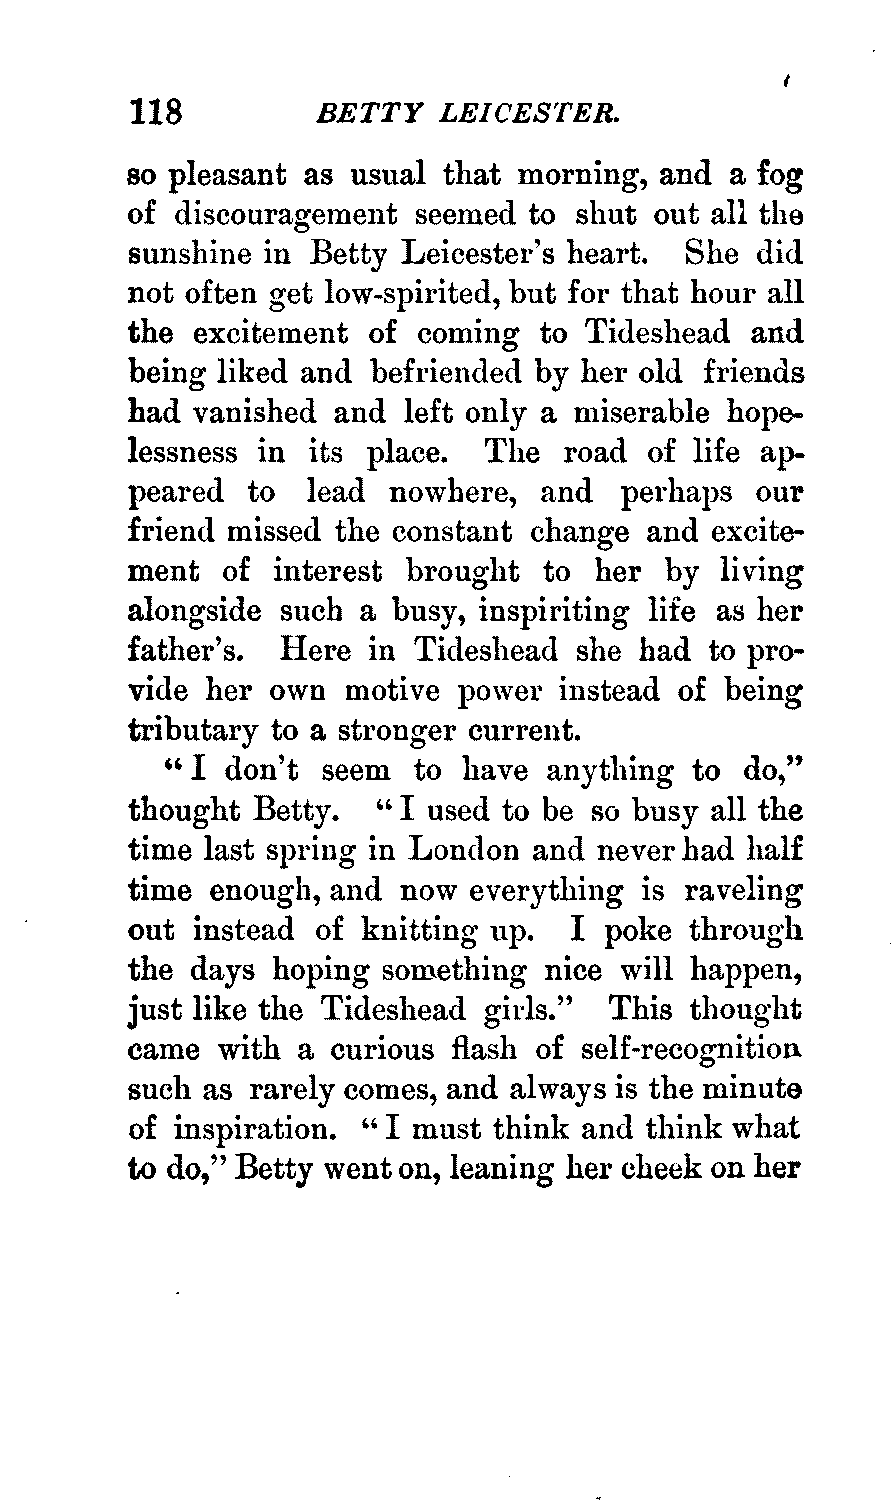 118 BETTY LEICESTER.
so pleasant as usual that morning, and a fog
of discouragement seemed to shut out all the
sunshine in Betty Leicester's heart. She did
not often get low-spirited, but for that hour all
the excitement of coming to Tideshead and
being liked and befriended by her old friends
had vanished and left only a miserable hope-
lessness in its place. The road of life ap-
peared to lead nowhere, and perhaps our
friend missed the constant change and excite-
ment of interest brought to her by living
alongside such a busy, inspiriting life as her
father's. Here in Tideshead she had to pro-
vide her own motive power instead of being
tributary to a stronger current.
"I don't seem to have anything to do,"
thought Betty. "I used to be so busy all the
time last spring in London and never had half
time enough, and now everything is raveling
out instead of knitting up. I poke through
the days hoping something nice will happen,
just like the Tideshead girls." This thought
came with a curious flash of self-recognition
such as rarely comes, and always is the minute
of inspiration. "I must think and think what
to do," Betty went on, leaning her cheek on her